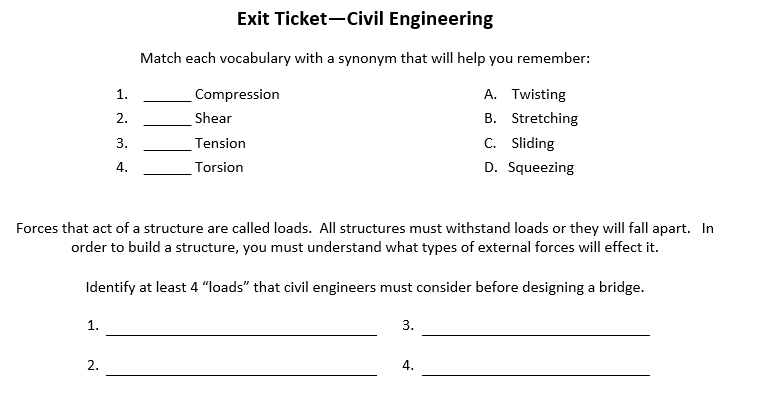 Exit Ticket—Civil Engineering
Match each vocabulary with a synonym that will help you remember:
1. ______ Compression A. Twisting
2. ______ Shear B. Stretching
3. ______ Tension C. Sliding
4. ______ Torsion D. Squeezing
Forces that act of a structure are called loads. All structures must withstand loads or they will fall apart. In
order to build a structure, you must understand what types of external forces will effect it.
Identify at least 4 “loads” that civil engineers must consider before designing a bridge.
1. ______ 3. ______
2. ______ 4. ______